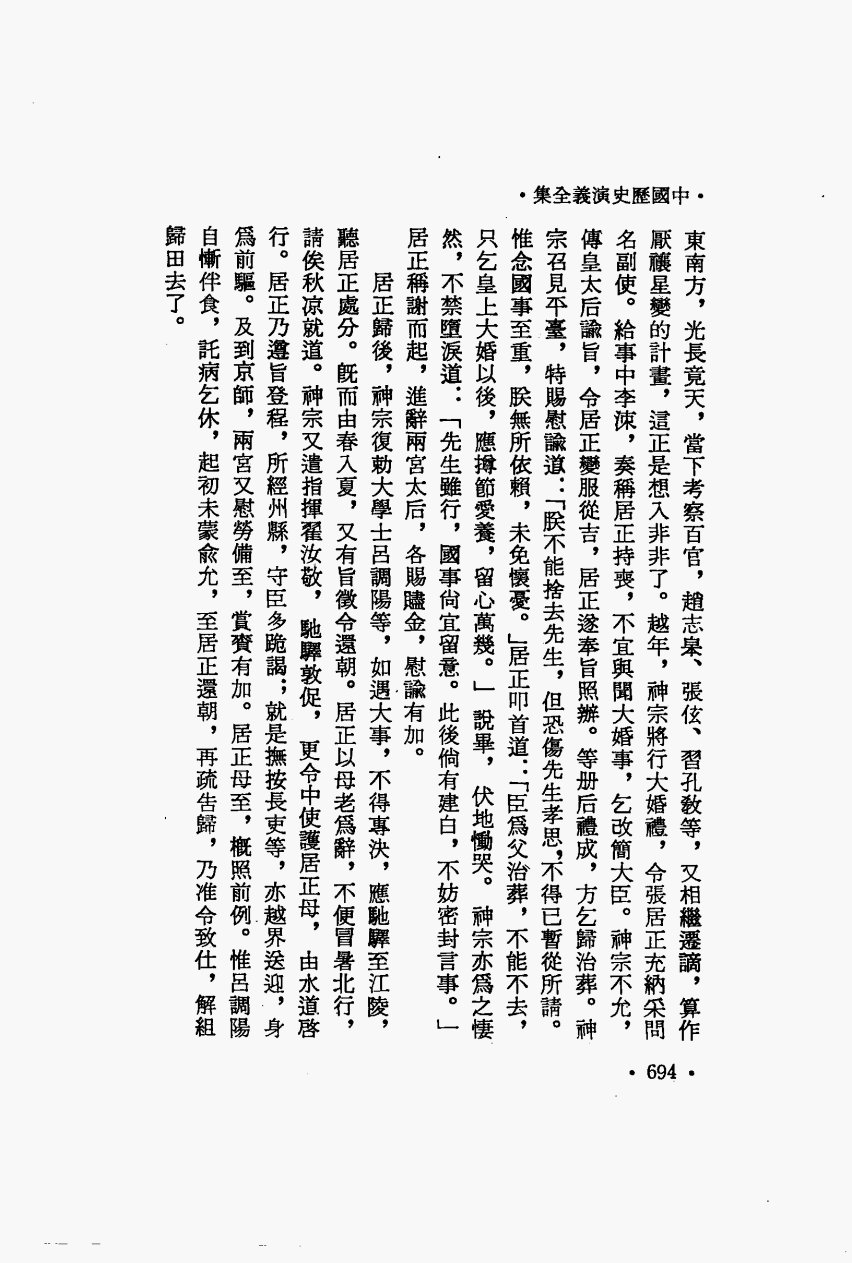 •中國歷史演義全集•
東南方，光長竟天，當下考察百官，趙志臯、張伭、習孔敎等，又相繼遷謫，算作
厭禳星變的計畫，這正是想入非非了。越年，神宗將行大婚禮，令張居正充納采問
名副使。給事中李涑，奏稱居正持喪，不宜與聞大婚事，乞改簡大臣。神宗不允，
傳皇太后諭旨，令居正變服從吉，居正遂奉旨照辦。等册后禮成，方乞歸治葬。神
宗召見平臺，特賜慰諭道：「朕不能捨去先生，但恐傷先生孝思，不得已暫從所請。
惟念國事至重，朕無所依賴，未免懷憂。」居正叩首道：「臣爲父治葬，不能不去，
只乞皇上大婚以後，應撙節愛養，留心萬幾。」說畢，伏地慟哭。神宗亦爲之悽
然，不禁墮淚道：「先生雖行，國事尙宜留意。此後倘有建白，不妨密封言事。」
居正稱謝而起，進辭兩宮太后，各賜贐金，慰諭有加。
居正歸後，神宗復勅大學士呂調陽等，如遇大事，不得專決，應馳驛至江陵，
聽居正處分。旣而由春入夏，又有旨徵令還朝。居正以母老爲辭，不便冒暑北行，
請俟秋凉就道。神宗又遣指揮翟汝敬，馳驛敦促，更令中使護居正母，由水道啓
行。居正乃遵旨登程，所經州縣，守臣多跪謁；就是撫按長吏等，亦越界送迎，身
爲前驅。及到京師，兩宮又慰勞備至，賞賚有加。居正母至，概照前例。惟呂調陽
自慚伴食，託病乞休，起初未蒙俞允，至居正還朝，再疏告歸，乃准令致仕，解組
歸田去了。
•694•